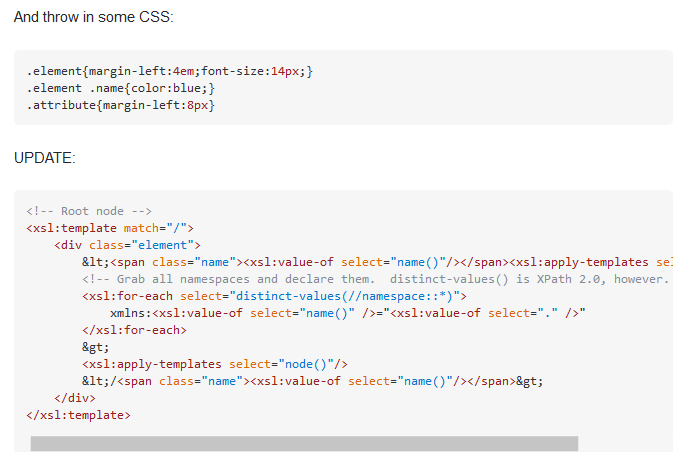 And throw in some CSS:
.element{margin-left:4em;font-size:14px;}
.element .name{color:blue;}
.attribute{margin-left:8px}
UPDATE:
<!-- Root node -->
<xsl:template match="/">
    <div class="element">
        &lt;<span class="name"><xsl:value-of select="name()"/></span><xsl:apply-templates sel
        <!-- Grab all namespaces and declare them.  distinct-values() is XPath 2.0, however.
        <xsl:for-each select="distinct-values(//namespace::*)">
            xmlns:<xsl:value-of select="name()" />="<xsl:value-of select="." />"
        </xsl:for-each>
        &gt;
        <xsl:apply-templates select="node()"/>
        &lt;/<span class="name"><xsl:value-of select="name()"/></span>&gt;
    </div>
</xsl:template>